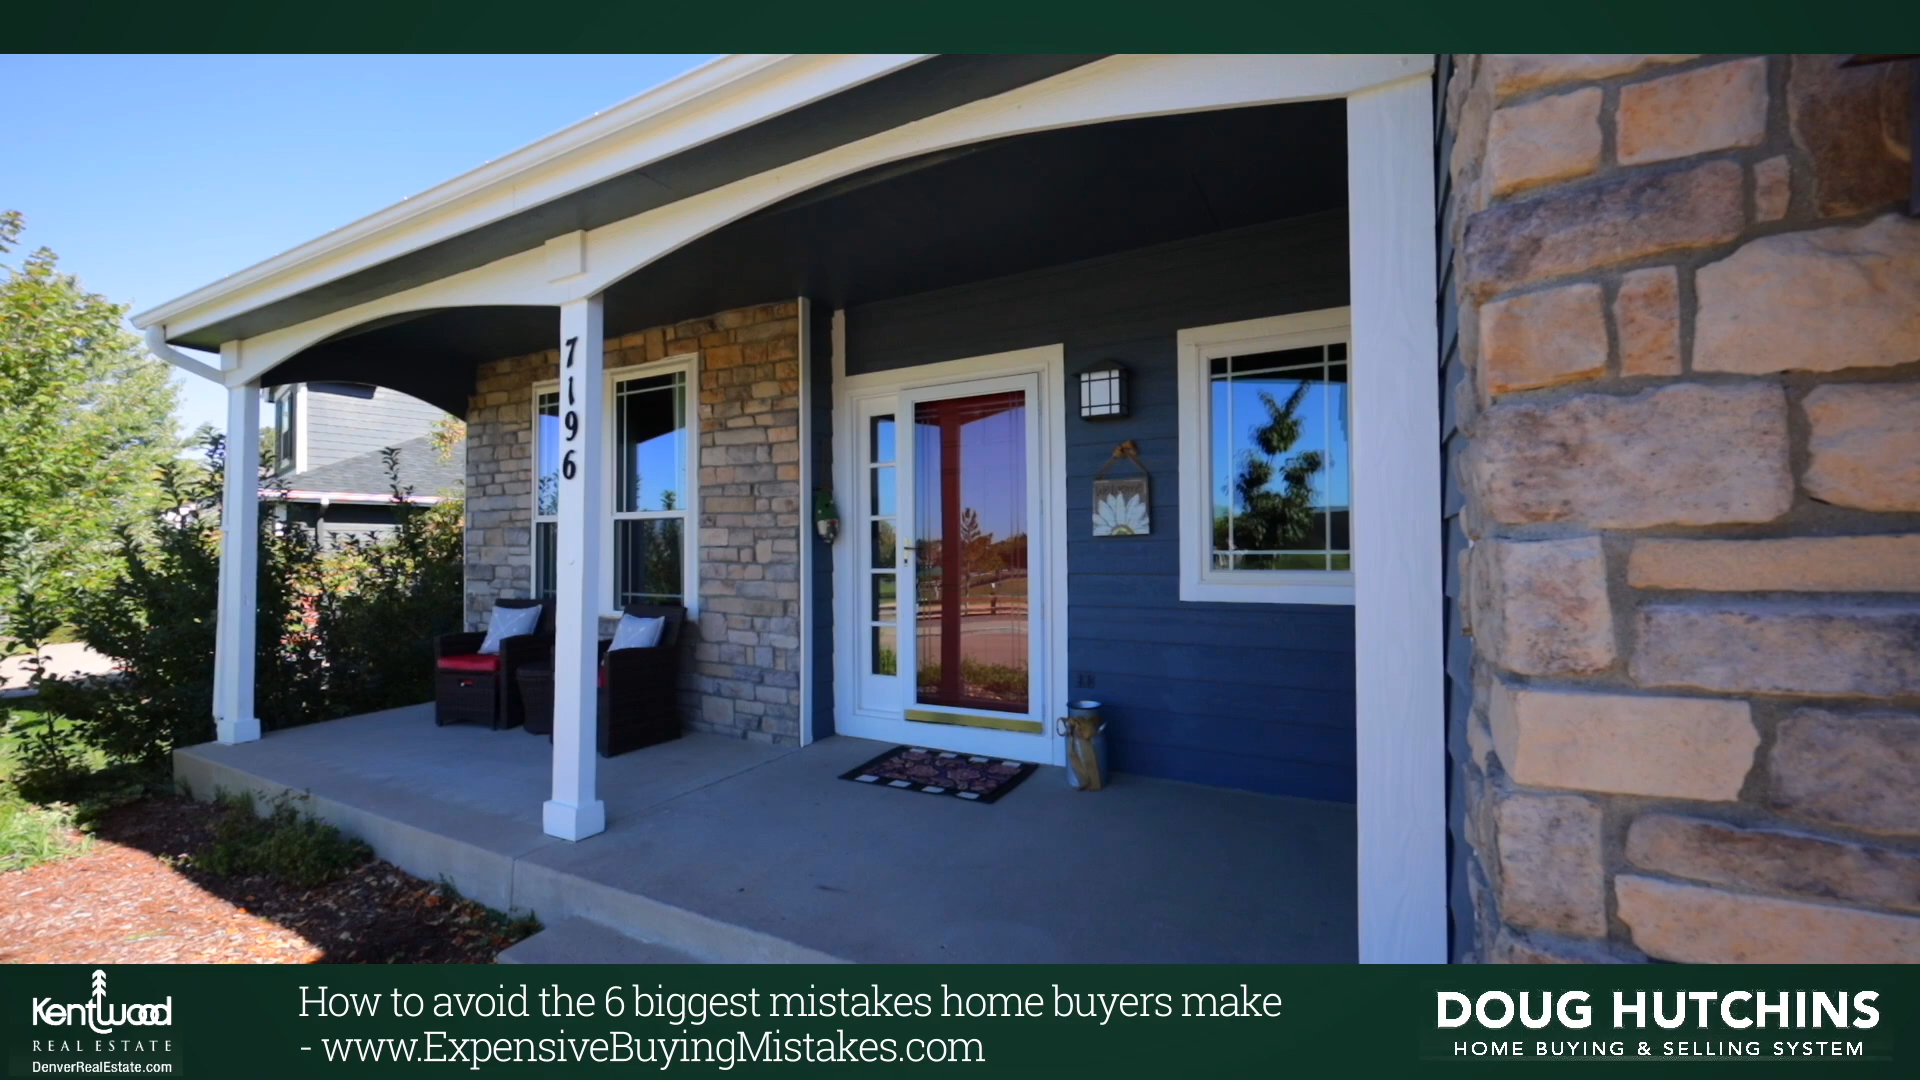 7196
Kentwood
REAL ESTATE
DenverRealEstate.com
How to avoid the 6 biggest mistakes home buyers make
- www.ExpensiveBuyingMistakes.com
DOUG HUTCHINS
HOME BUYING & SELLING SYSTEM